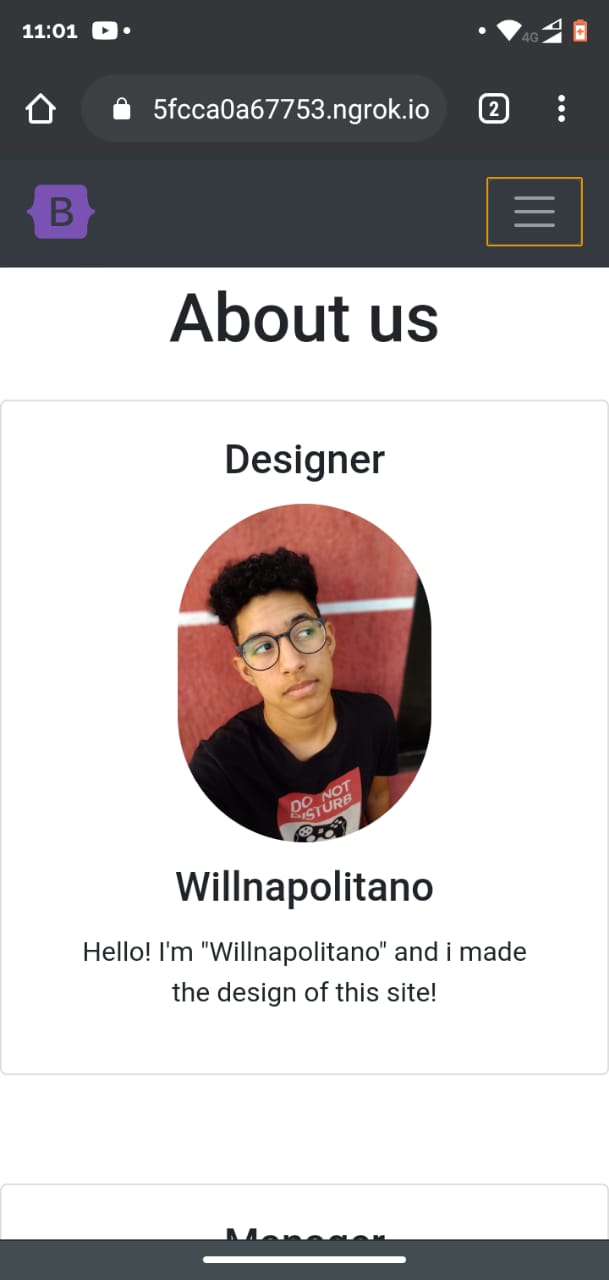 11:01
4G
5fcca0a67753.ngrok.io
2
B
About us
Designer
DO NOT
DISTURB
Willnapolitano
Hello! I'm "Willnapolitano" and i made
the design of this site!
Manager